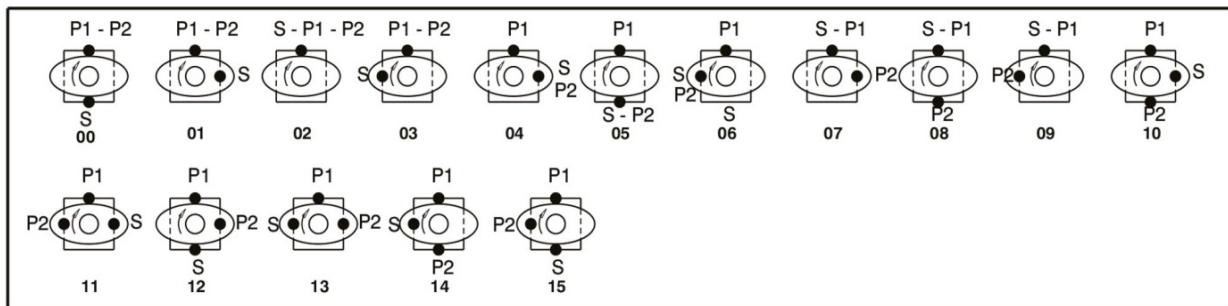 P1 - P2 P1 - P2 S - P1 - P2 P1 - P2 P1 P1 P1 S - P1 S - P1 S - P1 P1
S S S P2 S P2 P2 P2 S
S S - P2 S P2 P2
00 01 02 03 04 05 06 07 08 09 10
P1 P1 P1 P1 P1
P2 S P2 S P2 S P2
S P2 S
11 12 13 14 15